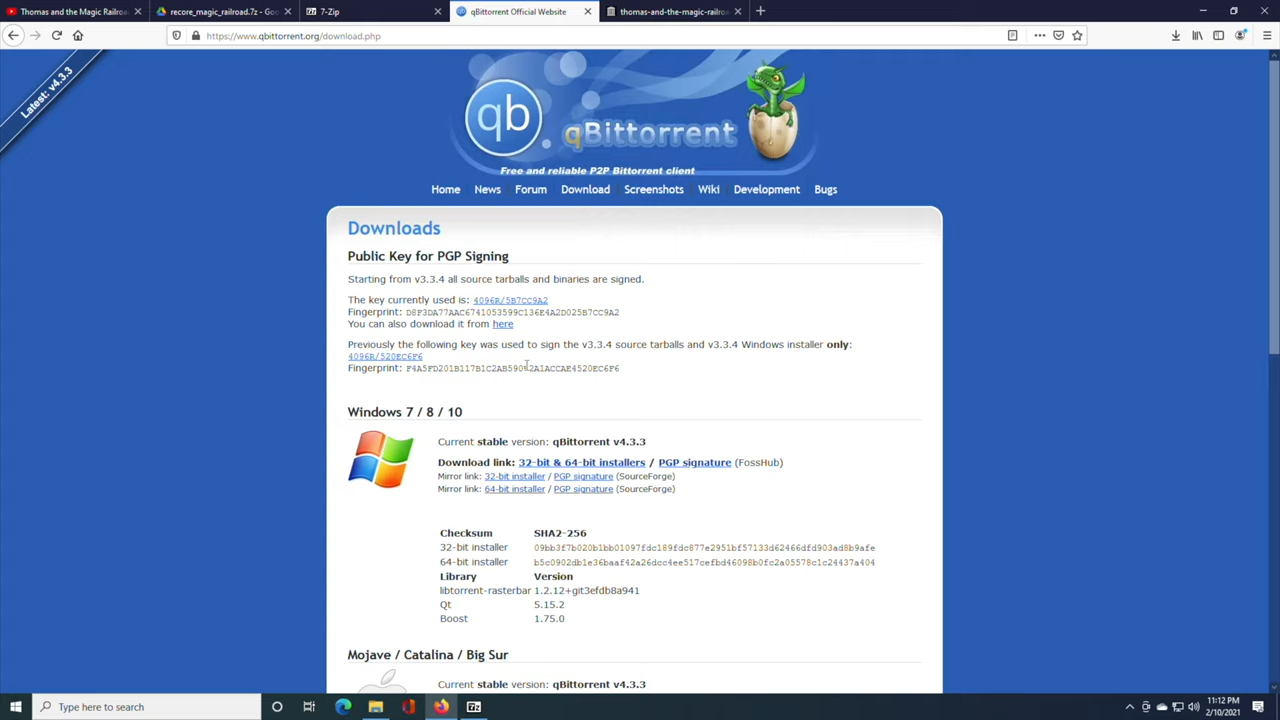 Thomas and the Magic Railroa
recore_magic_railroad.7z - Goo
7-Zip
qBittorrent Official Website
thomas-and-the-magic-railroa
https://www.qbittorrent.org/download.php
Latest: v4.3.3
qb
qBittorrent
Free and reliable P2P Bittorrent client
Home News Forum Download Screenshots Wiki Development Bugs
Downloads
Public Key for PGP Signing
Starting from v3.3.4 all source tarballs and binaries are signed.
The key currently used is: 4096R/5B7CC9A2
Fingerprint: D8F3DA77AAC6741053599C136E4A2D025B7CC9A2
You can also download it from here
Previously the following key was used to sign the v3.3.4 source tarballs and v3.3.4 Windows installer only:
4096R/520EC6F6
Fingerprint:
Windows 7 / 8 / 10
Current stable version: qBittorrent v4.3.3
Download link: 32-bit & 64-bit installers / PGP signature (FossHub)
Mirror link: 32-bit installer / PGP signature (SourceForge)
Mirror link: 64-bit installer / PGP signature (SourceForge)
Checksum SHA2-256
32-bit installer 09bb3f7b020b1bb01097fdc189fdc877e2951bf57133d62466dfd903ad8b9afe
64-bit installer b5c0902db1e36baaf42a26dcc4ee517cefbd46098b0fc2a05578c1c24437a404
Library Version
libtorrent-rasterbar 1.2.12+git3efdb8a941
Qt 5.15.2
Boost 1.75.0
Mojave / Catalina / Big Sur
Current stable version: qBittorrent v4.3.3
Type here to search
7z
11:12 PM
2/10/2021